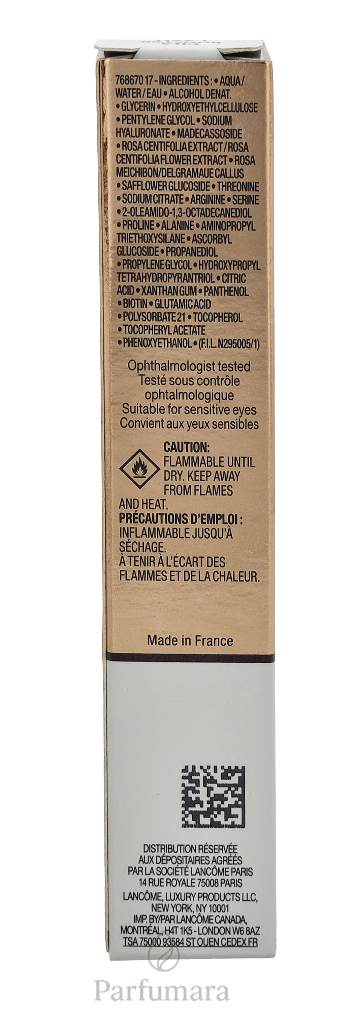 768670 17 - INGREDIENTS : • AQUA /
WATER / EAU • ALCOHOL DENAT.
• GLYCERIN • HYDROXYETHYLCELLULOSE
• PENTYLENE GLYCOL • SODIUM
HYALURONATE • MADECASSOSIDE
• ROSA CENTIFOLIA EXTRACT / ROSA
CENTIFOLIA FLOWER EXTRACT • ROSA
MEICHIBON/DELGRAMAUE CALLUS
• SAFFLOWER GLUCOSIDE • THREONINE
• SODIUM CITRATE • ARGININE • SERINE
• 2-OLEAMIDO-1,3-OCTADECANEDIOL
• PROLINE • ALANINE • AMINOPROPYL
TRIETHOXYSILANE • ASCORBYL
GLUCOSIDE • PROPANEDIOL
• PROPYLENE GLYCOL • HYDROXYPROPYL
TETRAHYDROPYRANTRIOL • CITRIC
ACID • XANTHAN GUM • PANTHENOL
• BIOTIN • GLUTAMIC ACID
• POLYSORBATE 21 • TOCOPHEROL
• TOCOPHERYL ACETATE
• PHENOXYETHANOL • (F.I.L. N295005/1)
Ophthalmologist tested
Testé sous contrôle
ophtalmologique
Suitable for sensitive eyes
Convient aux yeux sensibles
CAUTION:
FLAMMABLE UNTIL
DRY. KEEP AWAY
FROM FLAMES
AND HEAT.
PRÉCAUTIONS D'EMPLOI :
INFLAMMABLE JUSQU'À
SÉCHAGE.
À TENIR À L'ÉCART DES
FLAMMES ET DE LA CHALEUR.
Made in France
DISTRIBUTION RÉSERVÉE
AUX DÉPOSITAIRES AGRÉÉS
PAR LA SOCIÉTÉ LANCÔME PARIS
14 RUE ROYALE 75008 PARIS
LANCÔME, LUXURY PRODUCTS LLC,
NEW YORK, NY 10001
IMP. BY/PAR LANCÔME CANADA,
MONTRÉAL, H4T 1K5 - LONDON W6 8AZ
TSA 75000 93584 ST OUEN CEDEX FR
Parfumara